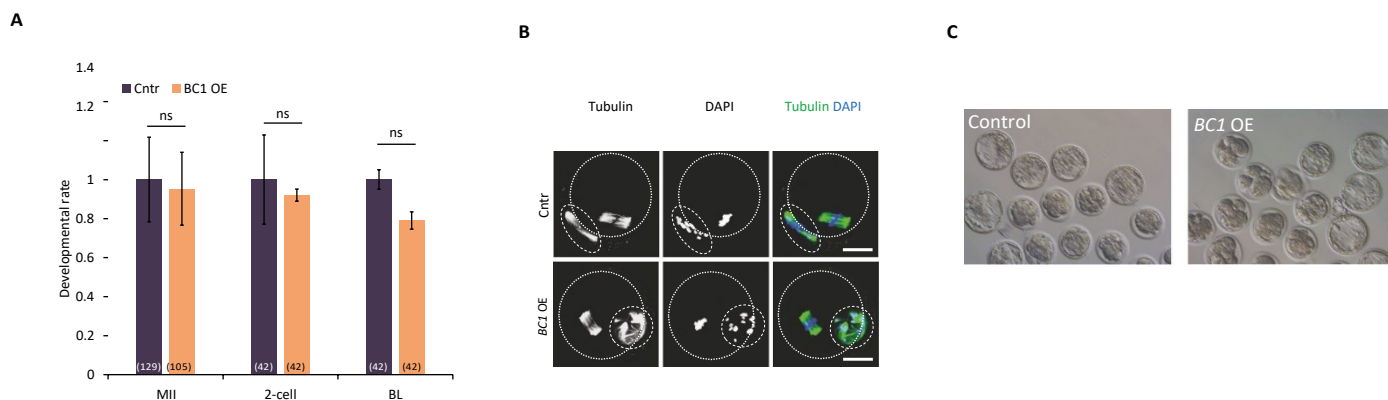 A
1.4
1.2
1
0.8
0.6
0.4
0.2
0
Developmental rate
Cntr BC1 OE
ns
ns
ns
(129) (105) (42) (42) (42) (42)
MII 2-cell BL
B
Tubulin DAPI Tubulin DAPI
Cntr
BC1 OE
C
Control
BC1 OE